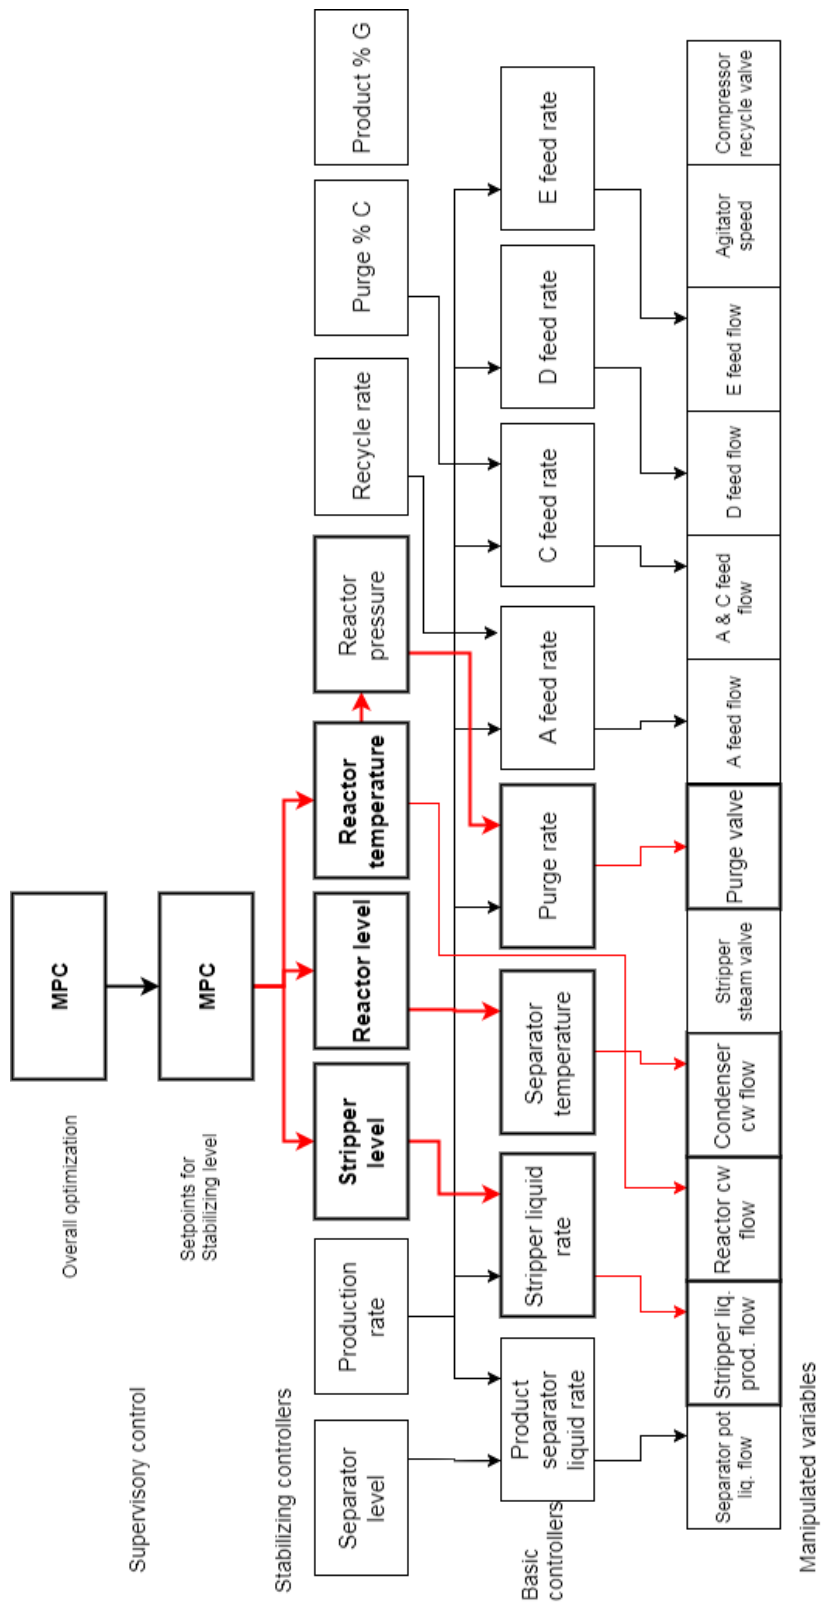 MPC
Overall optimization
MPC
Setpoints for
Stabilizing level
Supervisory control
Stabilizing controllers
Separator
level
Production
rate
Stripper
level
Reactor level
Reactor
temperature
Reactor
pressure
Recycle rate
Purge % C
Product % G
Basic
controllers
Product
separator
liquid rate
Stripper liquid
rate
Separator
temperature
Purge rate
A feed rate
C feed rate
D feed rate
E feed rate
Separator pot
liq. flow
Stripper liq.
prod. flow
Reactor cw
flow
Condenser
cw flow
Stripper
steam valve
Purge valve
A feed flow
A & C feed
flow
D feed flow
E feed flow
Agitator
speed
Compressor
recycle valve
Manipulated variables